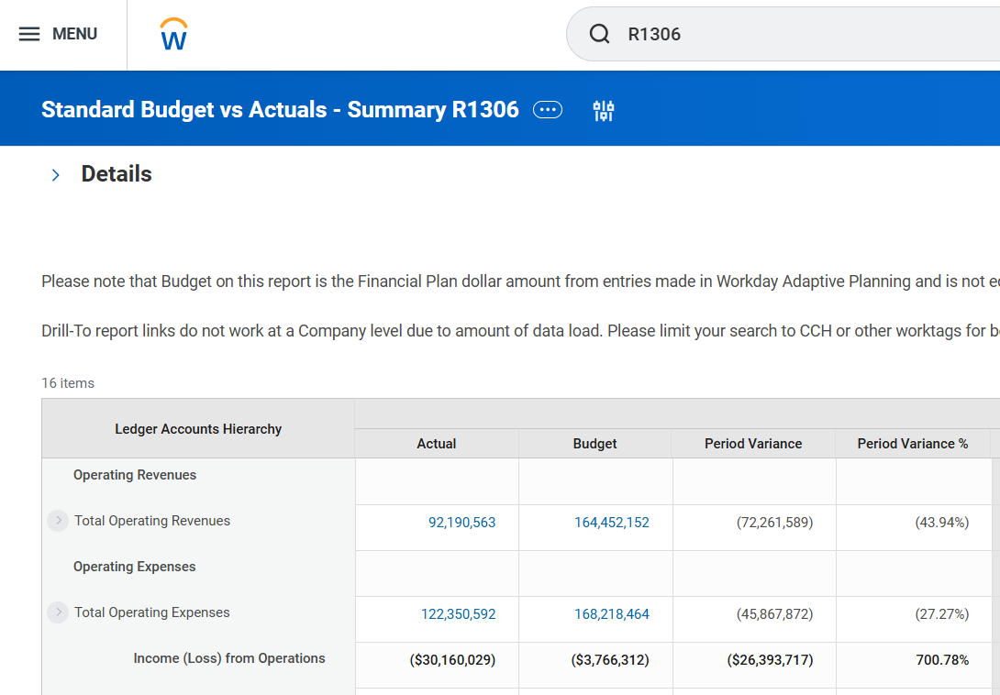 MENU
W
R1306
Standard Budget vs Actuals - Summary R1306
Details
Please note that Budget on this report is the Financial Plan dollar amount from entries made in Workday Adaptive Planning and is not
Drill-To report links do not work at a Company level due to amount of data load. Please limit your search to CCH or other worktags for
16 items
Ledger Accounts Hierarchy
Actual Budget Period Variance Period Variance %
Operating Revenues
Total Operating Revenues 92,190,563 164,452,152 (72,261,589) (43.94%)
Operating Expenses
Total Operating Expenses 122,350,592 168,218,464 (45,867,872) (27.27%)
Income (Loss) from Operations ($30,160,029) ($3,766,312) ($26,393,717) 700.78%